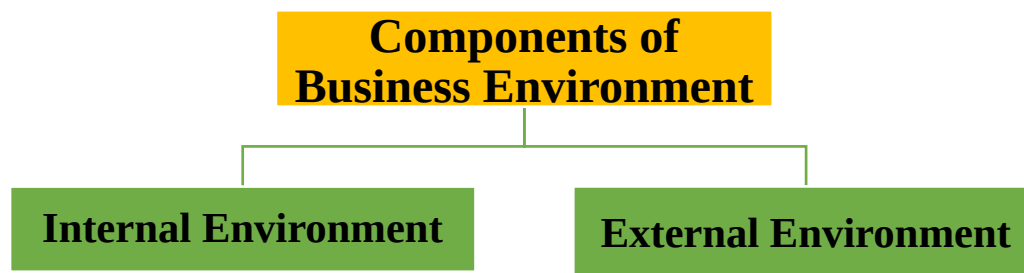 Components of
Business Environment
Internal Environment
External Environment